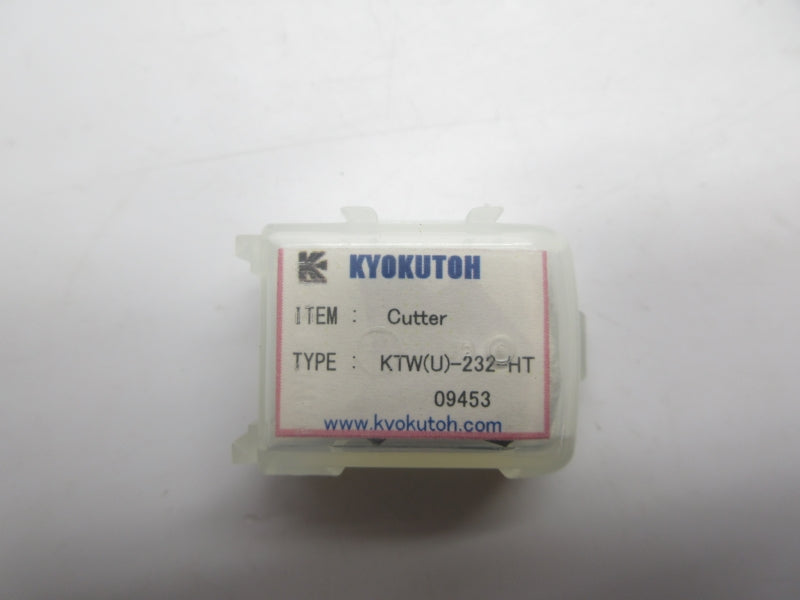 K KYOKUTOH
ITEM : Cutter
TYPE : KTW(U)-232-HT
09453
www.kyokutoh.com